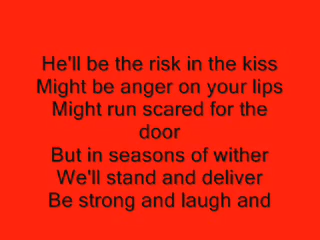 He'll be the risk in the kiss
Might be anger on your lips
Might run scared for the
door
But in seasons of wither
We'll stand and deliver
Be strong and laugh and